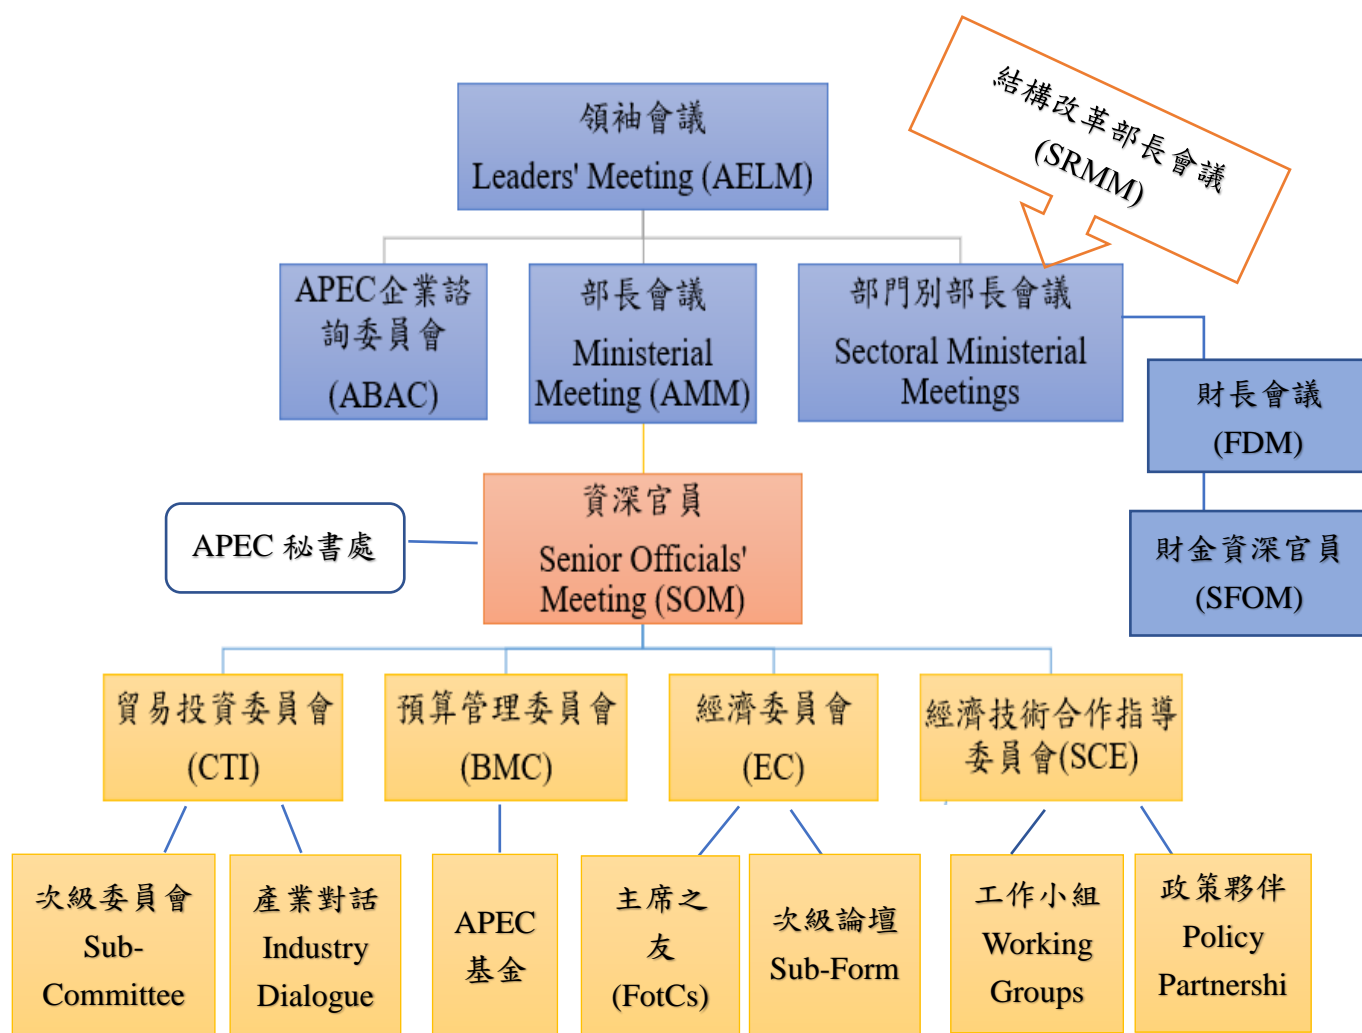 結構改革部長會議
(SRMM)
領袖會議
Leaders' Meeting (AELM)
APEC企業諮
詢委員會
(ABAC)
部長會議
Ministerial
Meeting (AMM)
部門別部長會議
Sectoral Ministerial
Meetings
財長會議
(FDM)
資深官員
Senior Officials'
Meeting (SOM)
APEC 秘書處
財金資深官員
(SFOM)
貿易投資委員會
(CTI)
預算管理委員會
(BMC)
經濟委員會
(EC)
經濟技術合作指導
委員會(SCE)
次級委員會
Sub-
Committee
產業對話
Industry
Dialogue
APEC
基金
主席之
友
(FotCs)
次級論壇
Sub-Form
工作小組
Working
Groups
政策夥伴
Policy
Partnershi